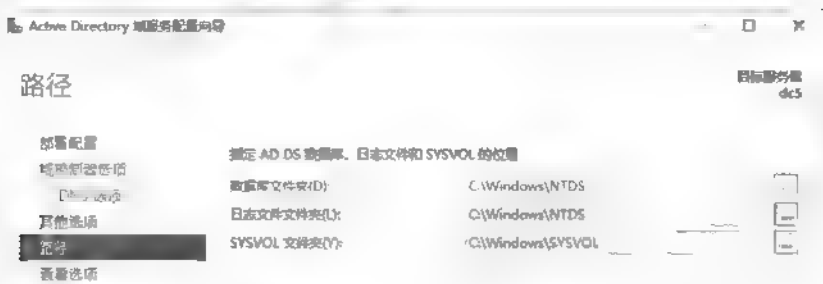 Active Directory 域服务配置向导
路径
目标服务器
dc5
部署配置
域控制器选项
DNS 选项
其他选项
路径
查看选项
指定 AD DS 数据库、日志文件和 SYSVOL 的位置
数据库文件夹(D): C:\Windows\NTDS
日志文件文件夹(L): C:\Windows\NTDS
SYSVOL 文件夹(Y): C:\Windows\SYSVOL